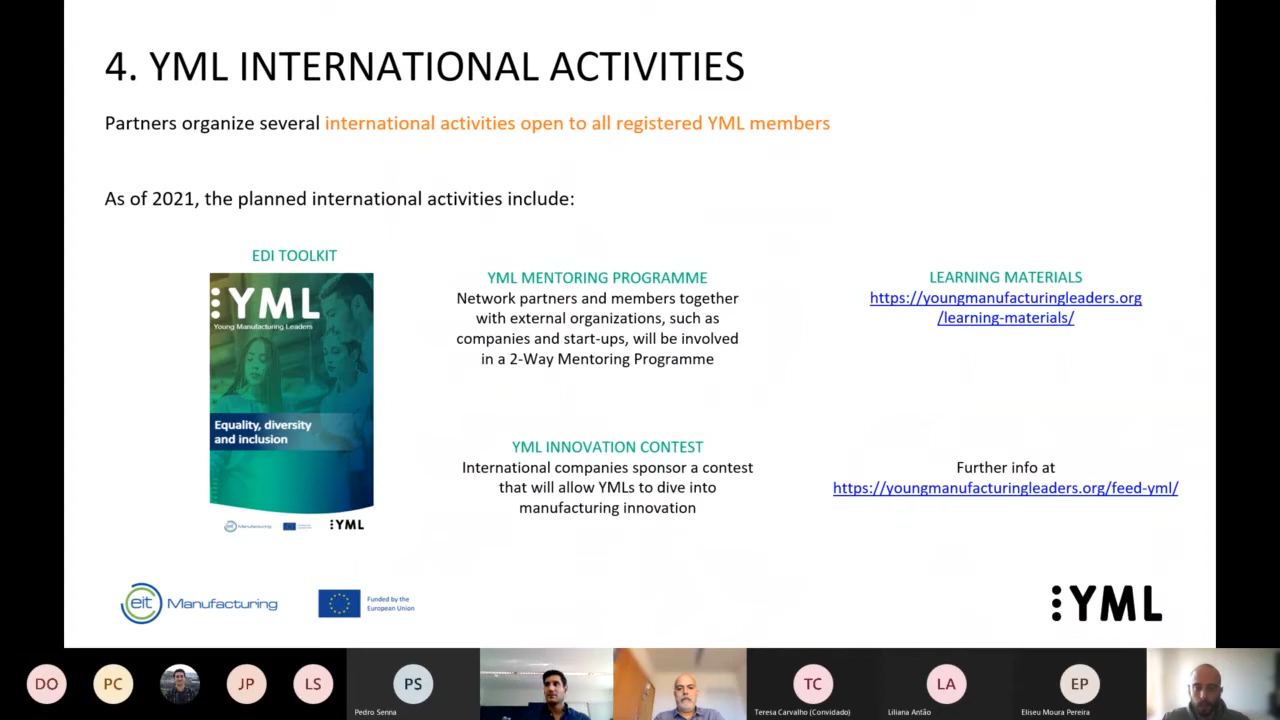 4. YML INTERNATIONAL ACTIVITIES
Partners organize several international activities open to all registered YML members
As of 2021, the planned international activities include:
EDI TOOLKIT
YML
Young Manufacturing Leaders
Equality, diversity
and inclusion
eit Manufacturing
YML
YML MENTORING PROGRAMME
Network partners and members together
with external organizations, such as
companies and start-ups, will be involved
in a 2-Way Mentoring Programme
YML INNOVATION CONTEST
International companies sponsor a contest
that will allow YMLs to dive into
manufacturing innovation
LEARNING MATERIALS
https://youngmanufacturingleaders.org
/learning-materials/
Further info at
https://youngmanufacturingleaders.org/feed-yml/
eit Manufacturing
Funded by the
European Union
YML
DO
PC
JP
LS
PS
Pedro Senna
TC
Teresa Carvalho (Convidado)
LA
Liliana Antão
EP
Eliseu Moura Pereira